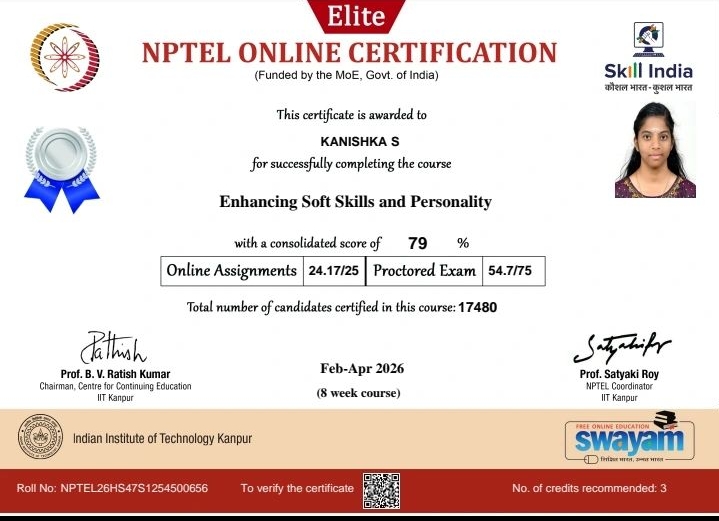 Elite
NPTEL ONLINE CERTIFICATION
(Funded by the MoE, Govt. of India)
Skill India
कौशल भारत - कुशल भारत
This certificate is awarded to
KANISHKA S
for successfully completing the course
Enhancing Soft Skills and Personality
with a consolidated score of 79 %
Online Assignments 24.17/25 Proctored Exam 54.7/75
Total number of candidates certified in this course: 17480
Prof. B. V. Ratish Kumar
Chairman, Centre for Continuing Education
IIT Kanpur
Feb-Apr 2026
(8 week course)
Prof. Satyaki Roy
NPTEL Coordinator
IIT Kanpur
Indian Institute of Technology Kanpur
FREE ONLINE EDUCATION
swayam
शिक्षित भारत, उन्नत भारत
Roll No: NPTEL26HS47S1254500656 To verify the certificate No. of credits recommended: 3